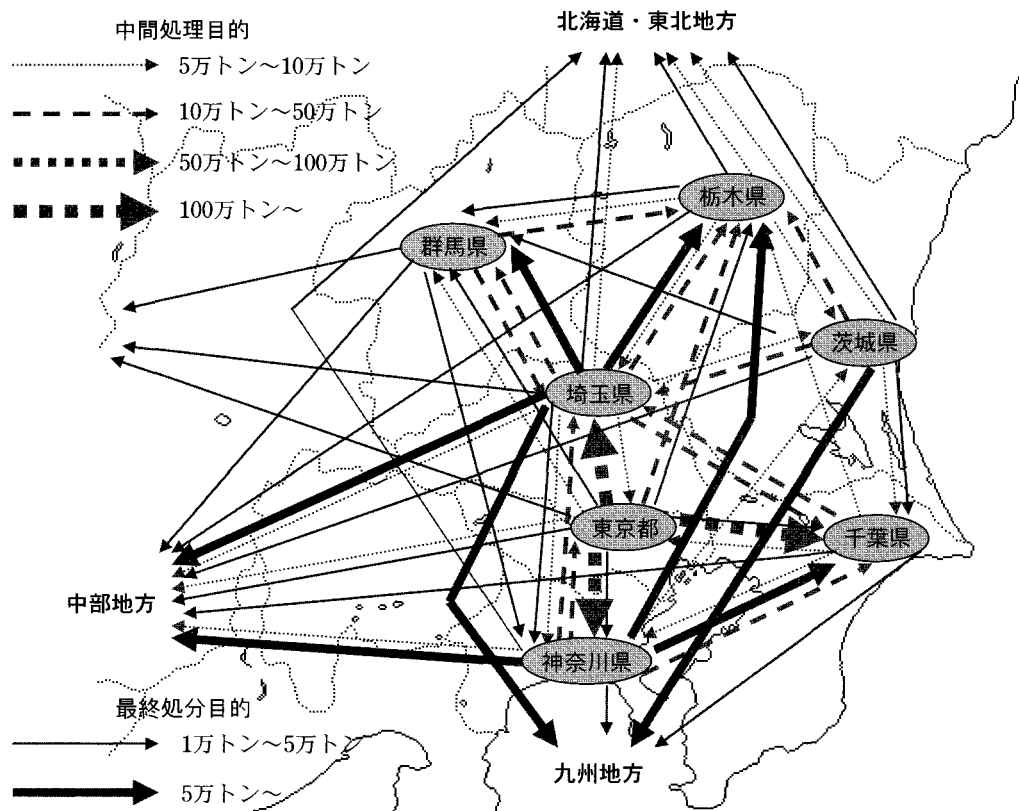 中間処理目的
5万トン～10万トン
10万トン～50万トン
50万トン～100万トン
100万トン～
北海道・東北地方
栃木県
群馬県
茨城県
埼玉県
東京都
千葉県
中部地方
神奈川県
最終処分目的
1万トン～5万トン
5万トン～
九州地方